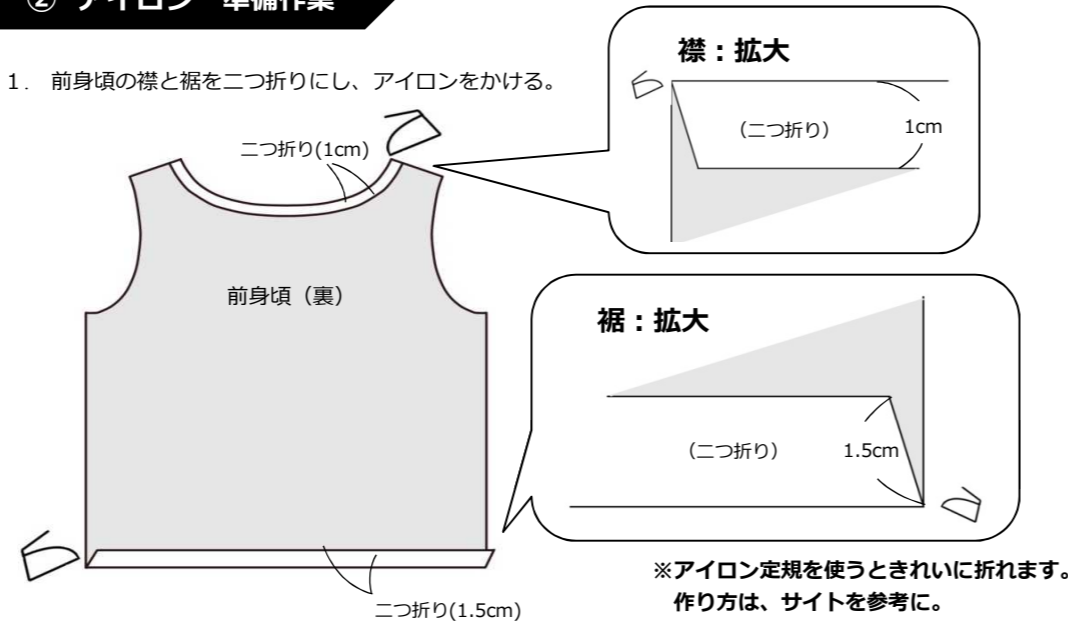 ② アイロン 準備作業
1. 前身頃の襟と裾を二つ折りにし、アイロンをかける。
襟：拡大
（二つ折り）
1cm
二つ折り(1cm)
前身頃（裏）
裾：拡大
（二つ折り）
1.5cm
二つ折り(1.5cm)
※アイロン定規を使うときれいに折れます。
作り方は、サイトを参考に。